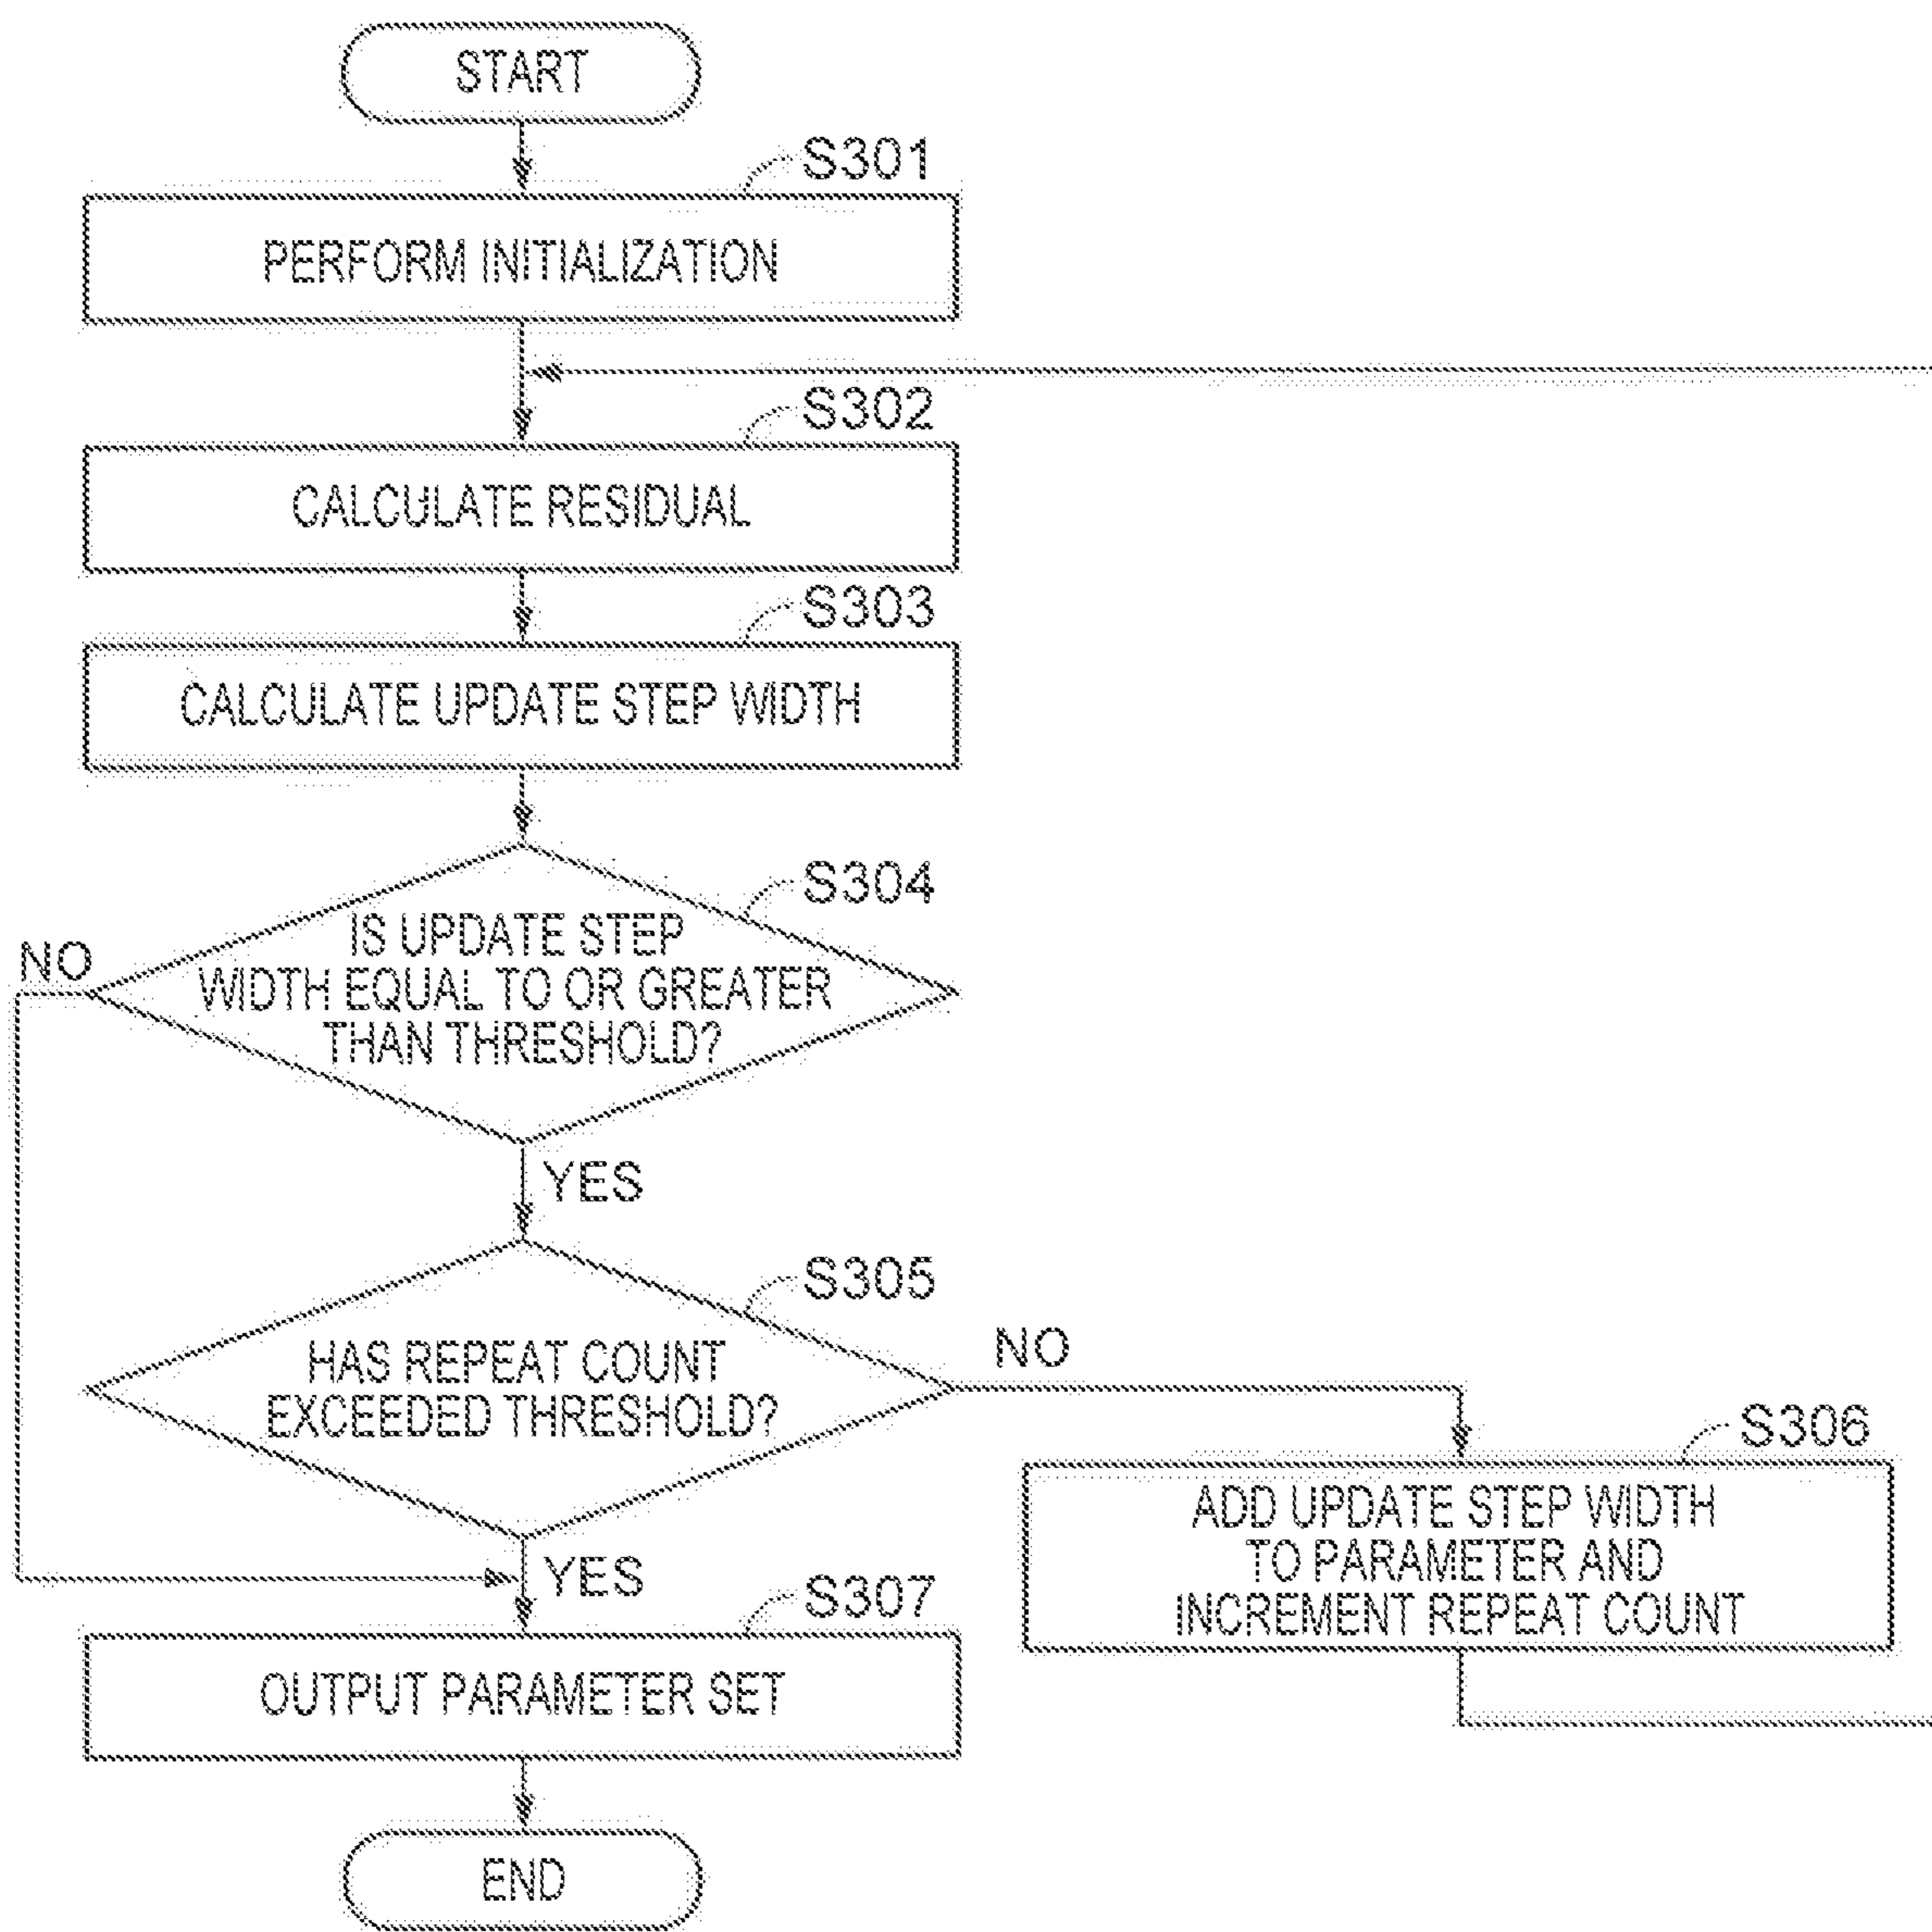 START
S301
PERFORM INITIALIZATION
S302
CALCULATE RESIDUAL
S303
CALCULATE UPDATE STEP WIDTH
S304
IS UPDATE STEP
WIDTH EQUAL TO OR GREATER
THAN THRESHOLD?
NO
YES
S305
HAS REPEAT COUNT
EXCEEDED THRESHOLD?
NO
S306
ADD UPDATE STEP WIDTH
TO PARAMETER AND
INCREMENT REPEAT COUNT
YES
S307
OUTPUT PARAMETER SET
END